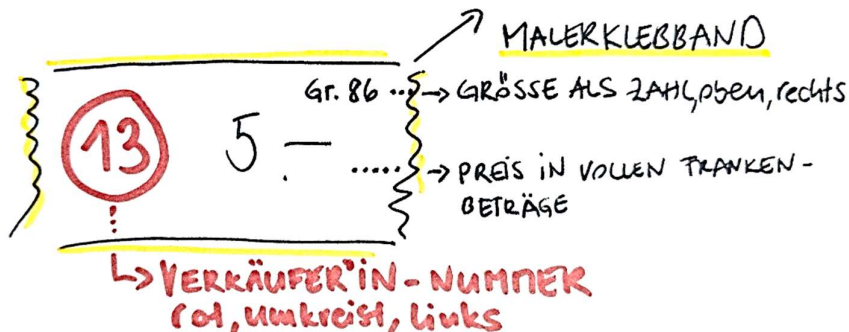 MALERKLEBBAND
Gr. 86 ... → GRÖSSE ALS ZAHL, oben, rechts
13 5.–
..... → PREIS IN VOLLEN FRANKEN-
BETRÄGE
↳ VERKÄUFER*IN-NUMMER
rot, umkreist, links